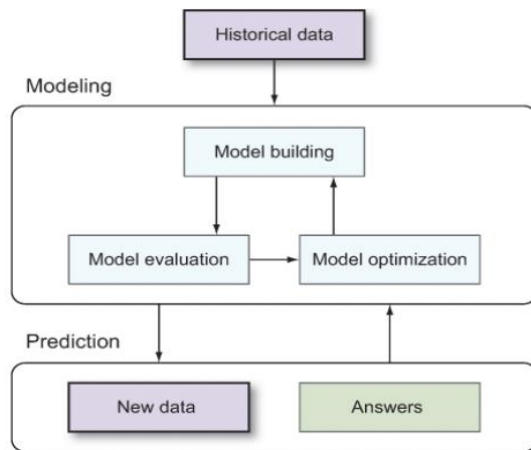 Historical data
Modeling
Model building
Model evaluation
Model optimization
Prediction
New data
Answers